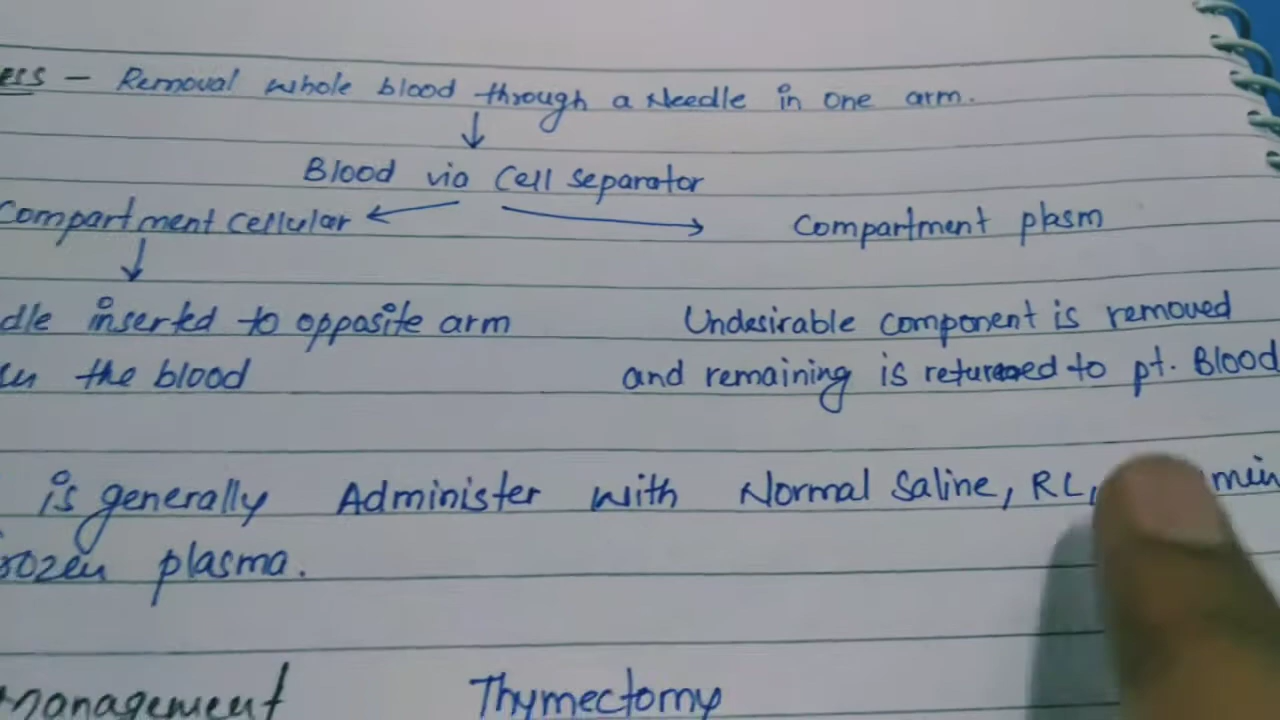 ess - Removal whole blood through a Needle in one arm.
↓
Blood via Cell separator
Compartment cellular ← → Compartment plasm
↓
dle inserted to opposite arm Undesirable component is removed
the blood and remaining is returned to pt. Blood
is generally Administer with Normal Saline, RL,
rozen plasma.
management Thymectomy